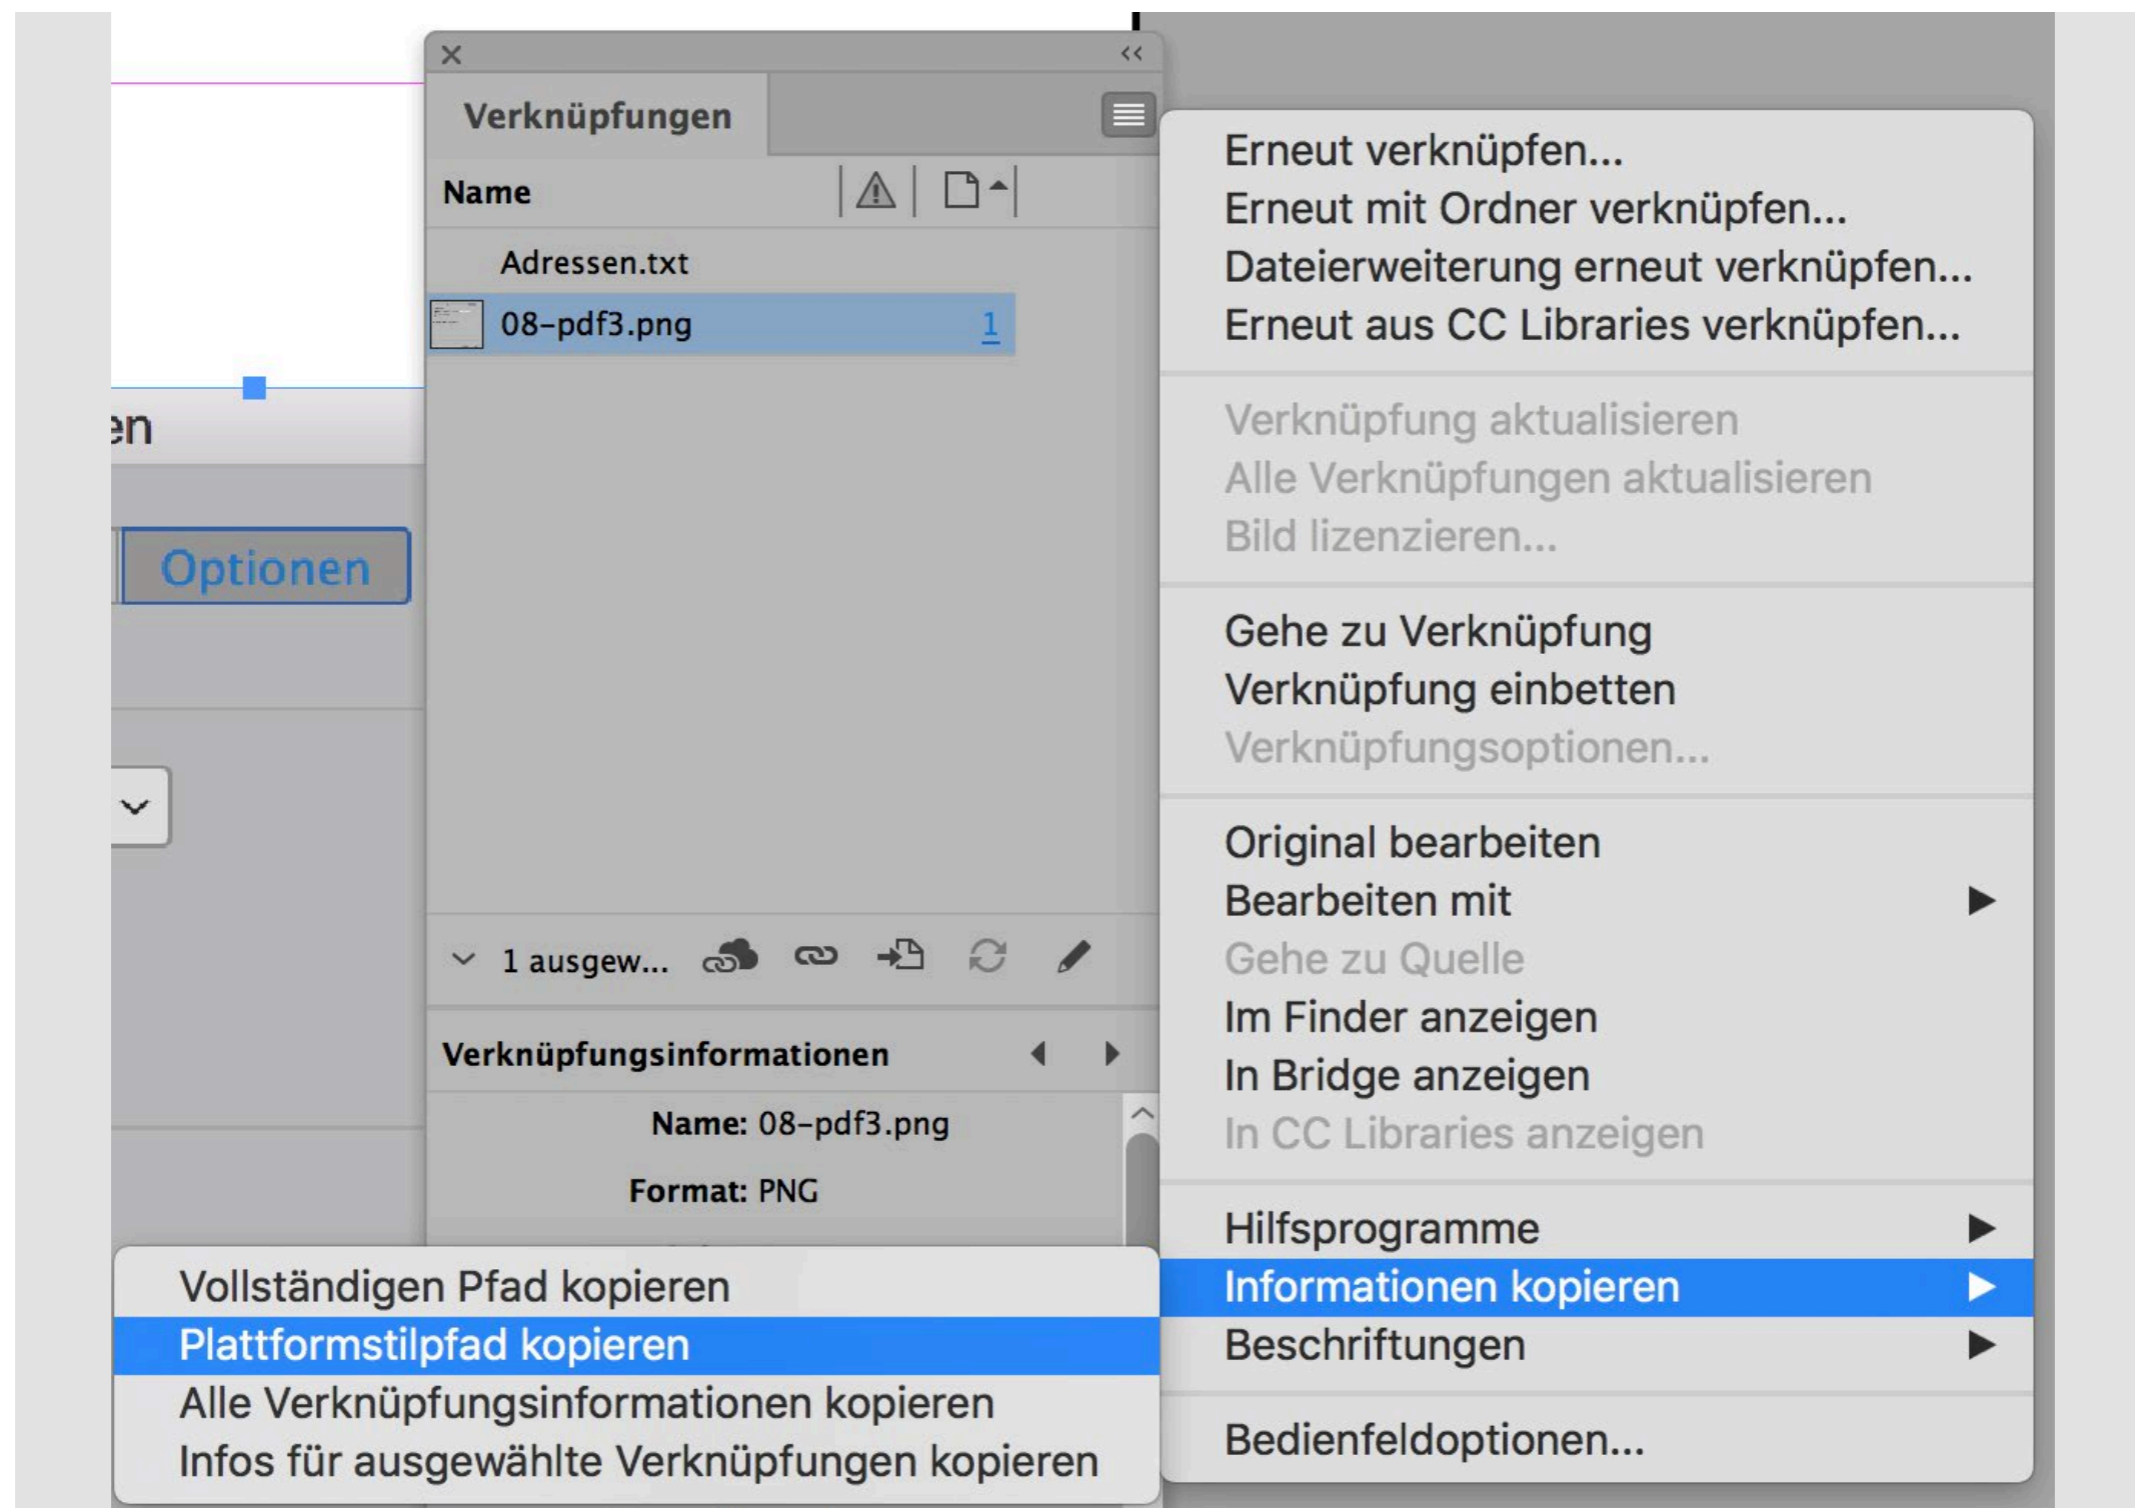 Verknüpfungen
Name
Adressen.txt
08-pdf3.png 1
en
Optionen
1 ausgew...
Verknüpfungsinformationen
Name: 08-pdf3.png
Format: PNG
Erneut verknüpfen...
Erneut mit Ordner verknüpfen...
Dateierweiterung erneut verknüpfen...
Erneut aus CC Libraries verknüpfen...
Verknüpfung aktualisieren
Alle Verknüpfungen aktualisieren
Bild lizenzieren...
Gehe zu Verknüpfung
Verknüpfung einbetten
Verknüpfungsoptionen...
Original bearbeiten
Bearbeiten mit
Gehe zu Quelle
Im Finder anzeigen
In Bridge anzeigen
In CC Libraries anzeigen
Hilfsprogramme
Informationen kopieren
Beschriftungen
Bedienfeldoptionen...
Vollständigen Pfad kopieren
Plattformstilpfad kopieren
Alle Verknüpfungsinformationen kopieren
Infos für ausgewählte Verknüpfungen kopieren